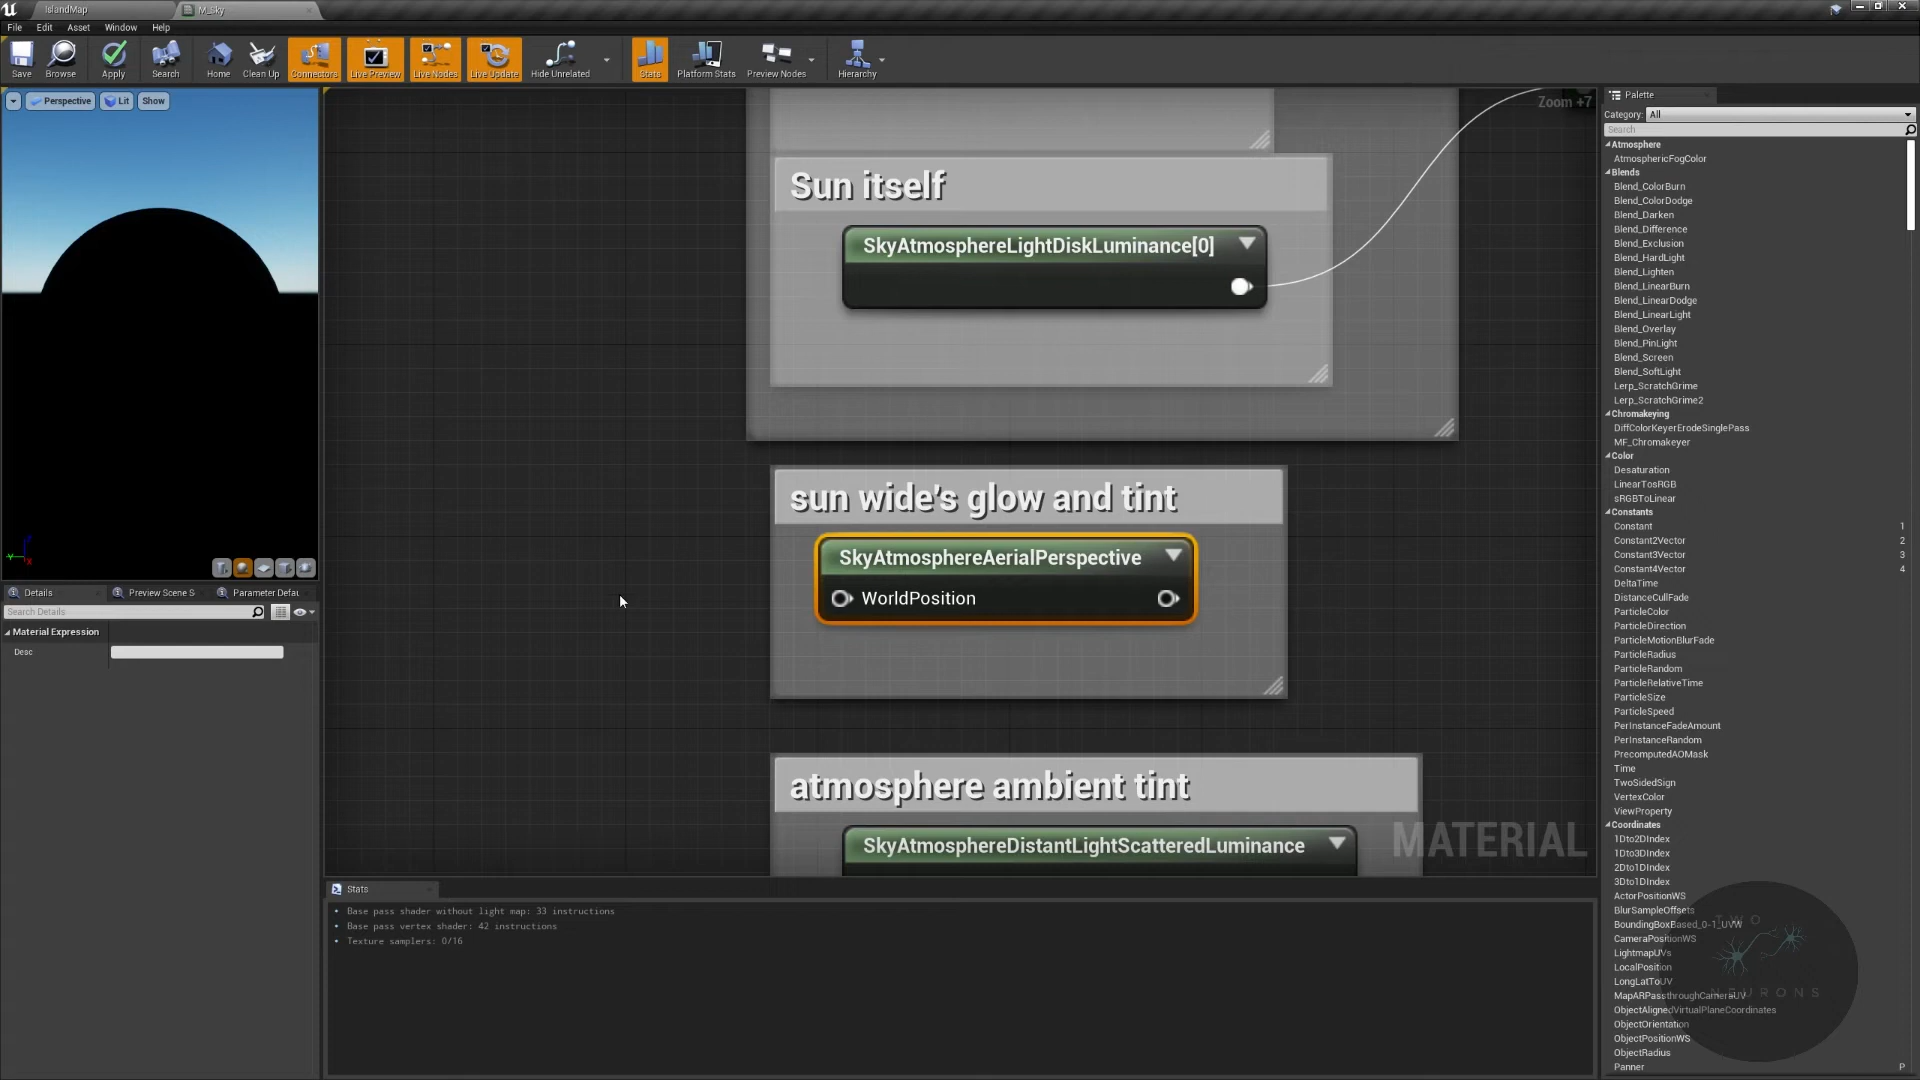 IslandMap
M_Sky
File Edit Asset Window Help
Save Browse Apply Search Home Clean Up Connectors Live Preview Live Nodes Live Update Hide Unrelated Stats Platform Stats Preview Nodes Hierarchy
Perspective Lit Show
Zoom +7
Sun itself
SkyAtmosphereLightDiskLuminance[0]
sun wide's glow and tint
SkyAtmosphereAerialPerspective
WorldPosition
atmosphere ambient tint
SkyAtmosphereDistantLightScatteredLuminance
MATERIAL
Details Preview Scene S Parameter Defau
Search Details
Material Expression
Desc
Stats
Base pass shader without light map: 33 instructions
Base pass vertex shader: 42 instructions
Texture samplers: 0/16
Palette
Category: All
Search
Atmosphere
AtmosphericFogColor
Blends
Blend_ColorBurn
Blend_ColorDodge
Blend_Darken
Blend_Difference
Blend_Exclusion
Blend_HardLight
Blend_Lighten
Blend_LinearBurn
Blend_LinearDodge
Blend_LinearLight
Blend_Overlay
Blend_PinLight
Blend_Screen
Blend_SoftLight
Lerp_ScratchGrime
Lerp_ScratchGrime2
Chromakeying
DiffColorKeyerErodeSinglePass
MF_Chromakeyer
Color
Desaturation
LinearTosRGB
sRGBToLinear
Constants
Constant 1
Constant2Vector 2
Constant3Vector 3
Constant4Vector 4
DeltaTime
DistanceCullFade
ParticleColor
ParticleDirection
ParticleMotionBlurFade
ParticleRadius
ParticleRandom
ParticleRelativeTime
ParticleSize
ParticleSpeed
PerInstanceFadeAmount
PerInstanceRandom
PrecomputedAOMask
Time
TwoSidedSign
VertexColor
ViewProperty
Coordinates
1Dto2DIndex
1Dto3DIndex
2Dto1DIndex
3Dto1DIndex
ActorPositionWS
BlurSampleOffsets
BoundingBoxBased_0-1_UVW
CameraPositionWS
LightmapUVs
LocalPosition
LongLatToUV
MapARPassthroughCameraUV
ObjectAlignedVirtualPlaneCoordinates
ObjectOrientation
ObjectPositionWS
ObjectRadius
Panner P
TWO
NEURONS